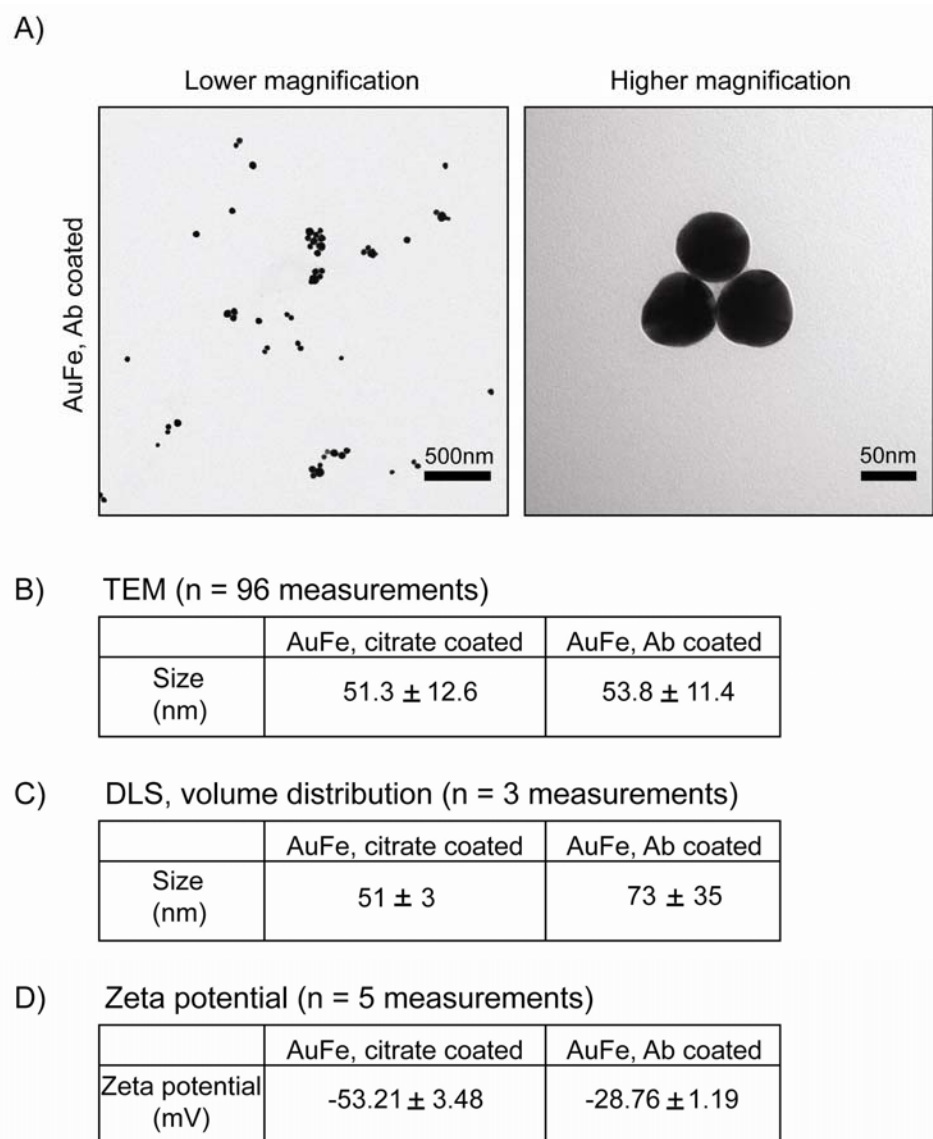 A)
Lower magnification
Higher magnification
AuFe, Ab coated
500nm
50nm
B) TEM (n = 96 measurements)
AuFe, citrate coated AuFe, Ab coated
Size (nm) 51.3 ± 12.6 53.8 ± 11.4
C) DLS, volume distribution (n = 3 measurements)
AuFe, citrate coated AuFe, Ab coated
Size (nm) 51 ± 3 73 ± 35
D) Zeta potential (n = 5 measurements)
AuFe, citrate coated AuFe, Ab coated
Zeta potential (mV) -53.21 ± 3.48 -28.76 ± 1.19